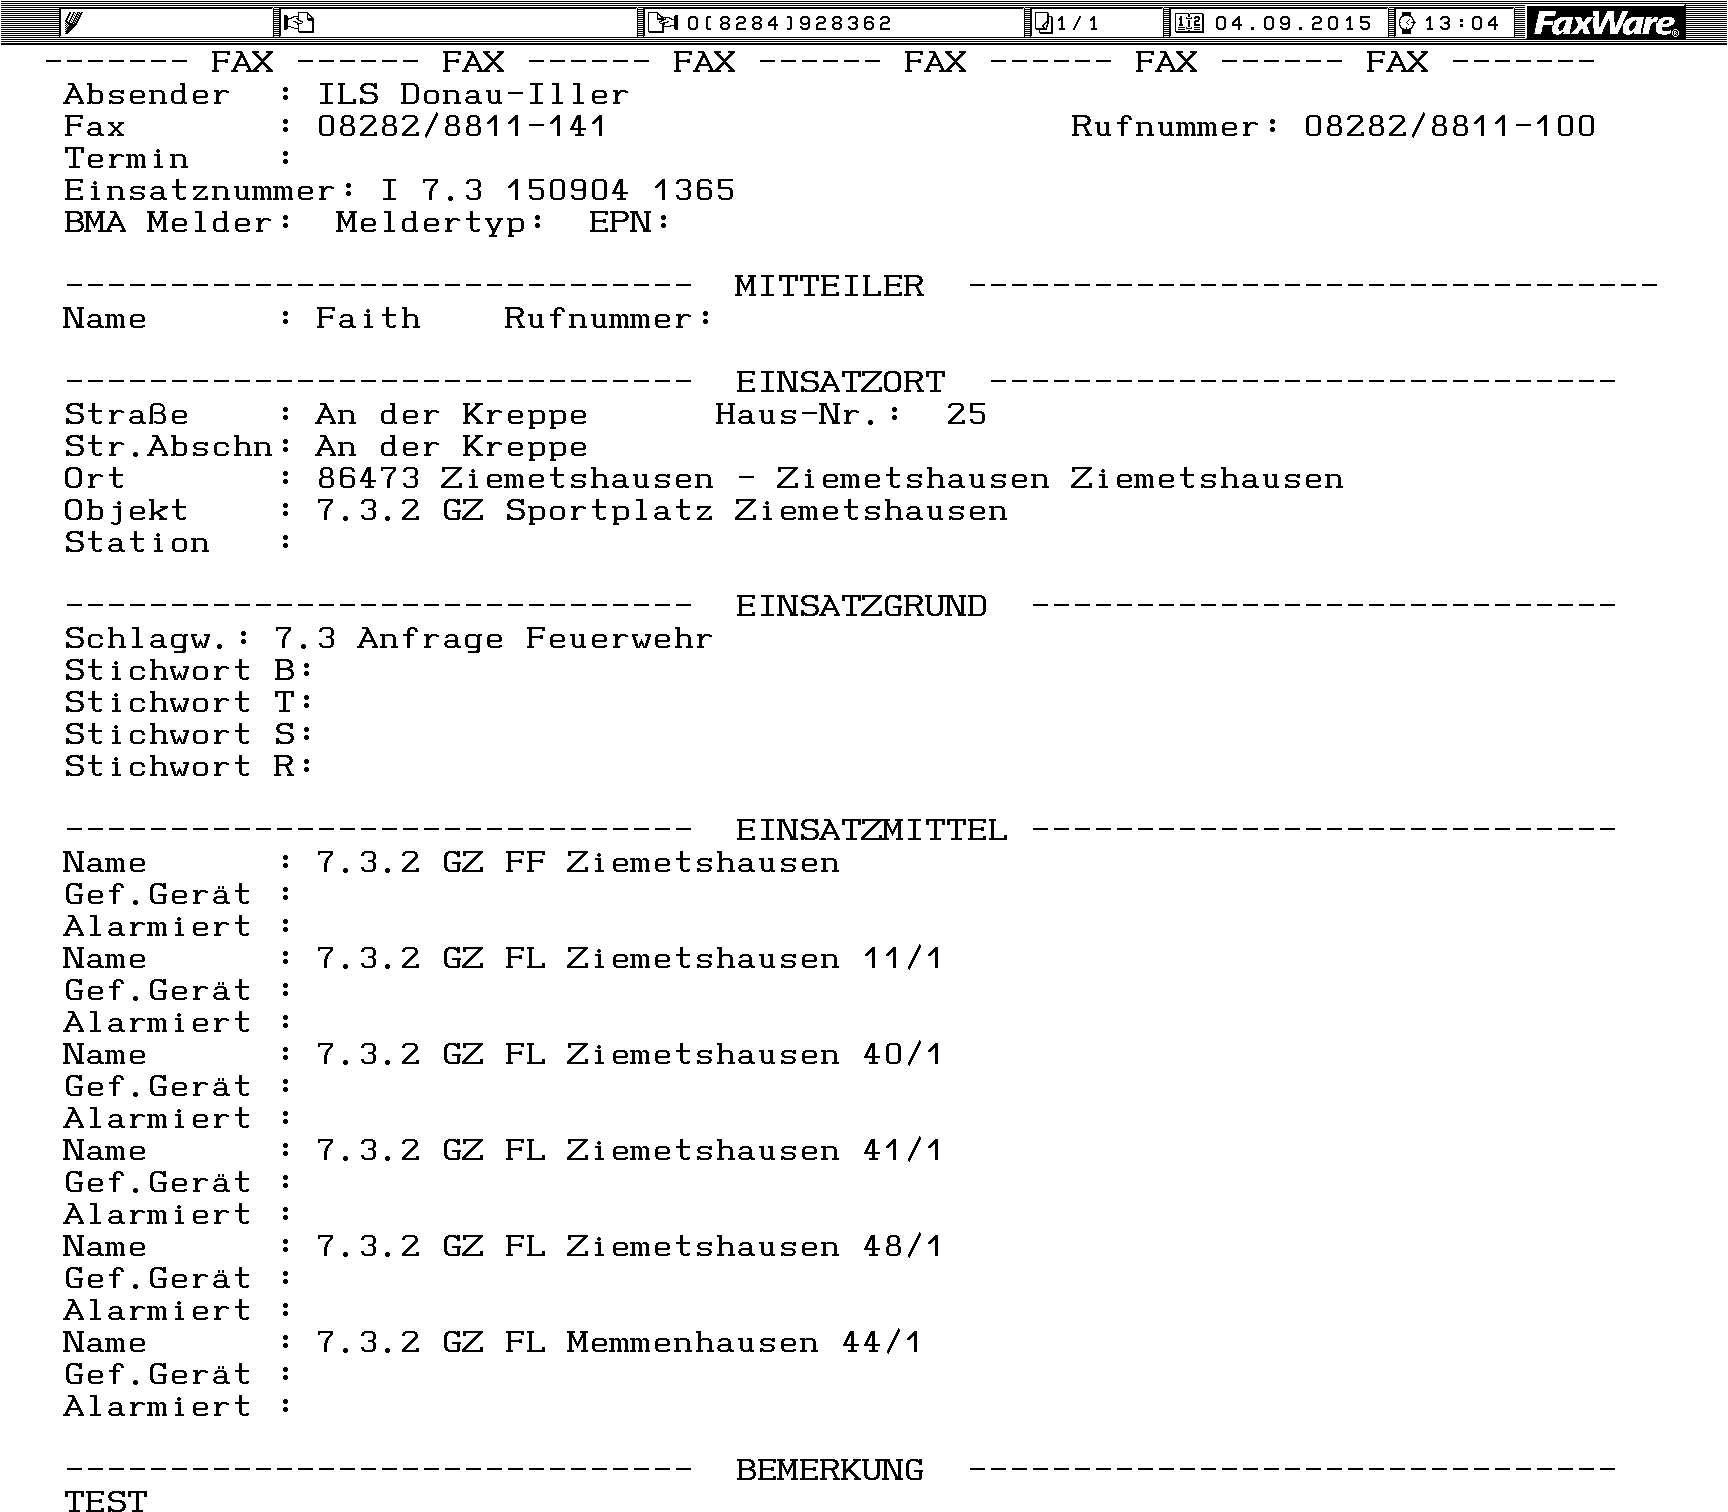 0(8284)928362 1/1 04.09.2015 13:04 FaxWare®
------- FAX ------ FAX ------ FAX ------ FAX ------ FAX ------ FAX -------
Absender : ILS Donau-Iller
Fax : 08282/8811-141 Rufnummer: 08282/8811-100
Termin :
Einsatznummer: I 7.3 150904 1365
BMA Melder: Meldertyp: EPN:
------------------------------ MITTEILER ---------------------------------
Name : Faith Rufnummer:
------------------------------ EINSATZORT ------------------------------
Straße : An der Kreppe Haus-Nr.: 25
Str.Abschn: An der Kreppe
Ort : 86473 Ziemetshausen - Ziemetshausen Ziemetshausen
Objekt : 7.3.2 GZ Sportplatz Ziemetshausen
Station :
------------------------------ EINSATZGRUND ----------------------------
Schlagw.: 7.3 Anfrage Feuerwehr
Stichwort B:
Stichwort T:
Stichwort S:
Stichwort R:
------------------------------ EINSATZMITTEL ----------------------------
Name : 7.3.2 GZ FF Ziemetshausen
Gef.Gerät :
Alarmiert :
Name : 7.3.2 GZ FL Ziemetshausen 11/1
Gef.Gerät :
Alarmiert :
Name : 7.3.2 GZ FL Ziemetshausen 40/1
Gef.Gerät :
Alarmiert :
Name : 7.3.2 GZ FL Ziemetshausen 41/1
Gef.Gerät :
Alarmiert :
Name : 7.3.2 GZ FL Ziemetshausen 48/1
Gef.Gerät :
Alarmiert :
Name : 7.3.2 GZ FL Memmenhausen 44/1
Gef.Gerät :
Alarmiert :
------------------------------ BEMERKUNG -------------------------------
TEST